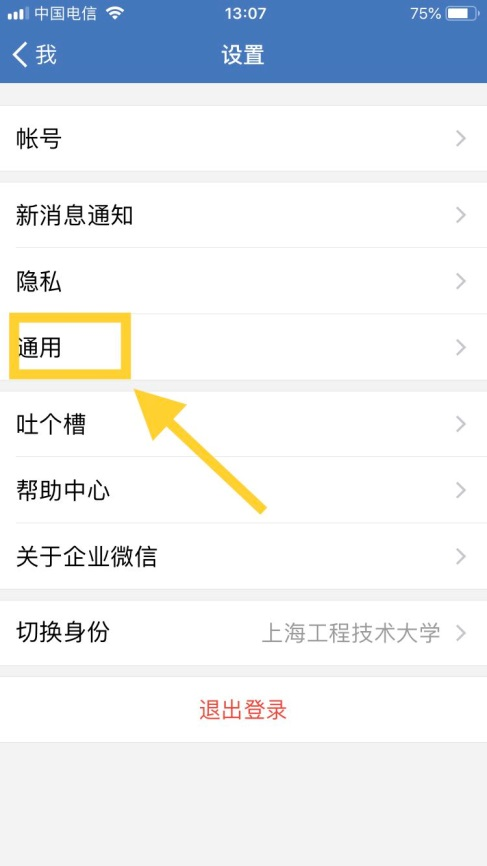 中国电信 13:07 75%
我 设置
帐号
新消息通知
隐私
通用
吐个槽
帮助中心
关于企业微信
切换身份 上海工程技术大学
退出登录